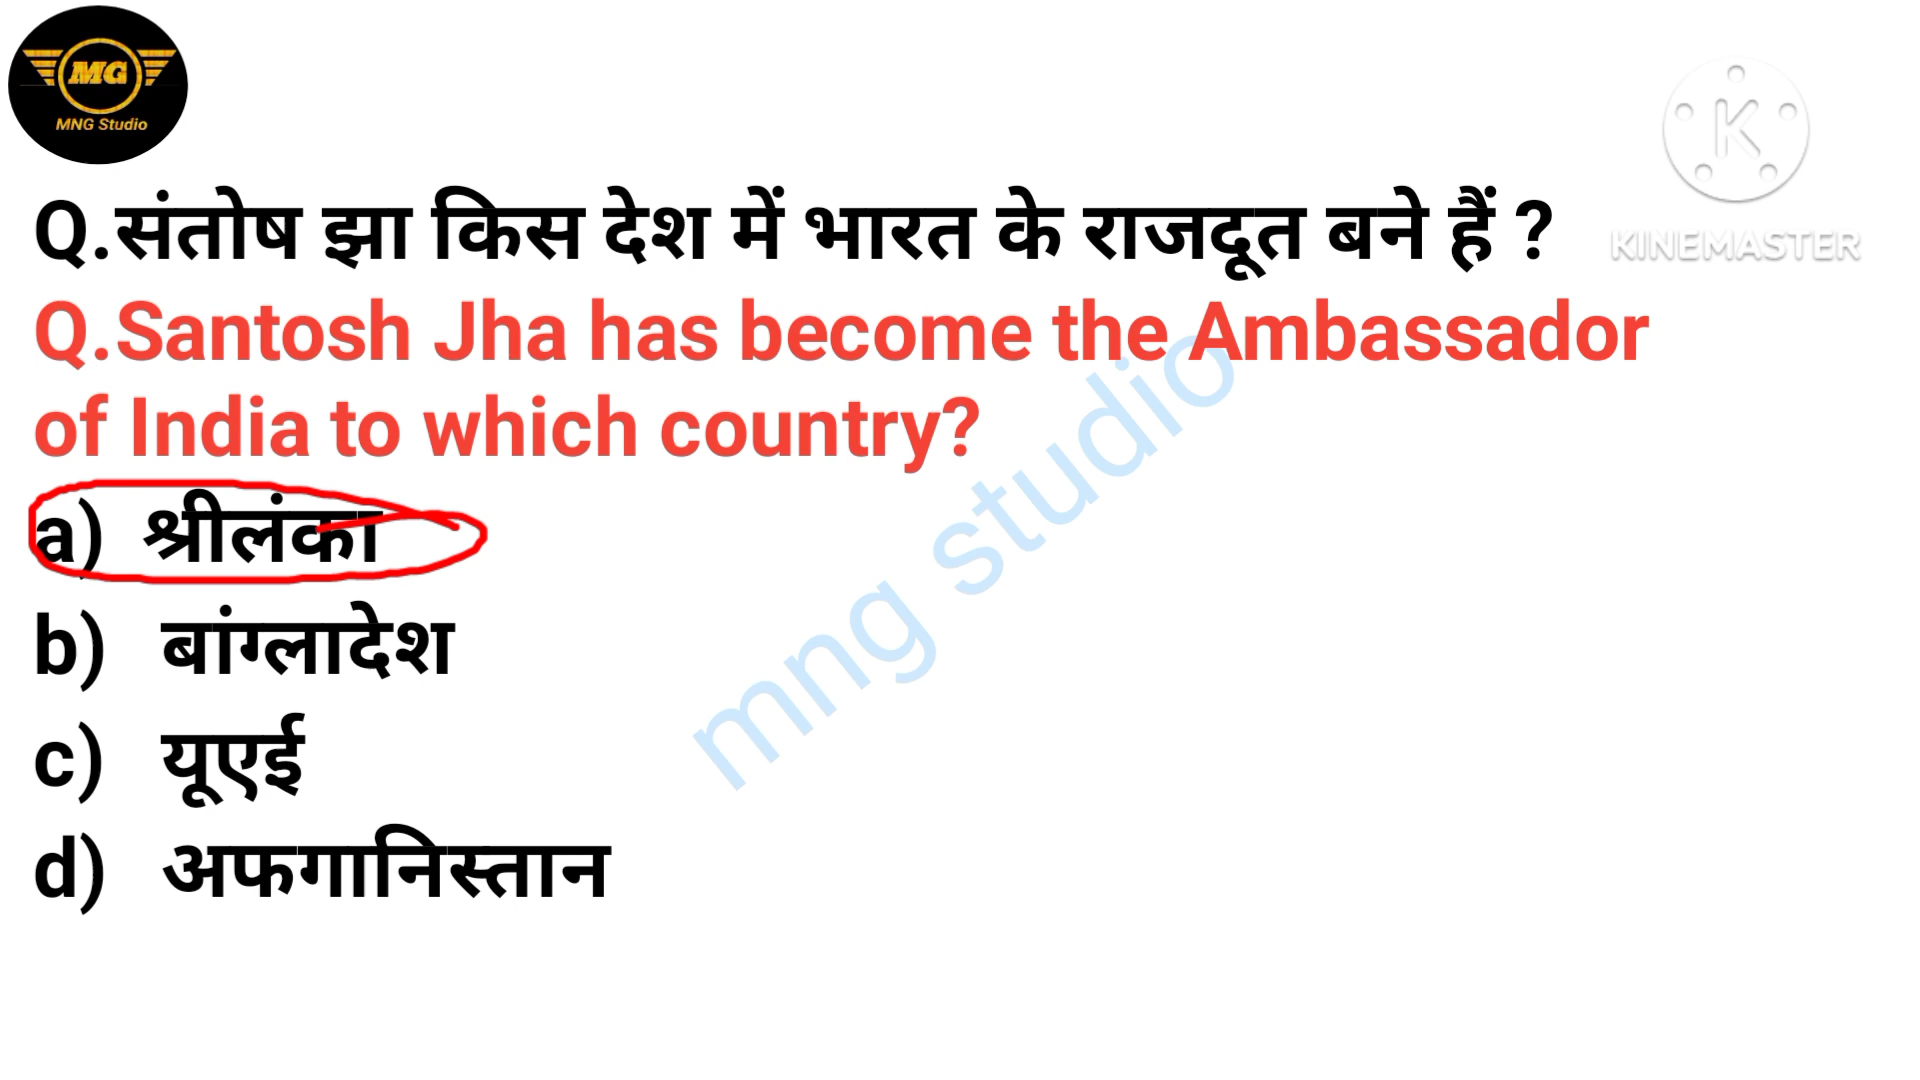 MG
MNG Studio
K
KINEMASTER
Q.संतोष झा किस देश में भारत के राजदूत बने हैं ?
Q.Santosh Jha has become the Ambassador
of India to which country?
a) श्रीलंका
b) बांग्लादेश
c) यूएई
d) अफगानिस्तान
mng studio